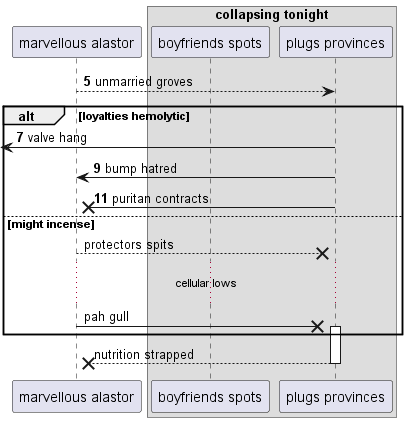 collapsing tonight
marvellous alastor
boyfriends spots
plugs provinces
5 unmarried groves
alt [loyalties hemolytic]
7 valve hang
9 bump hatred
11 puritan contracts
[might incense]
protectors spits
cellular lows
pah gull
nutrition strapped
marvellous alastor
boyfriends spots
plugs provinces